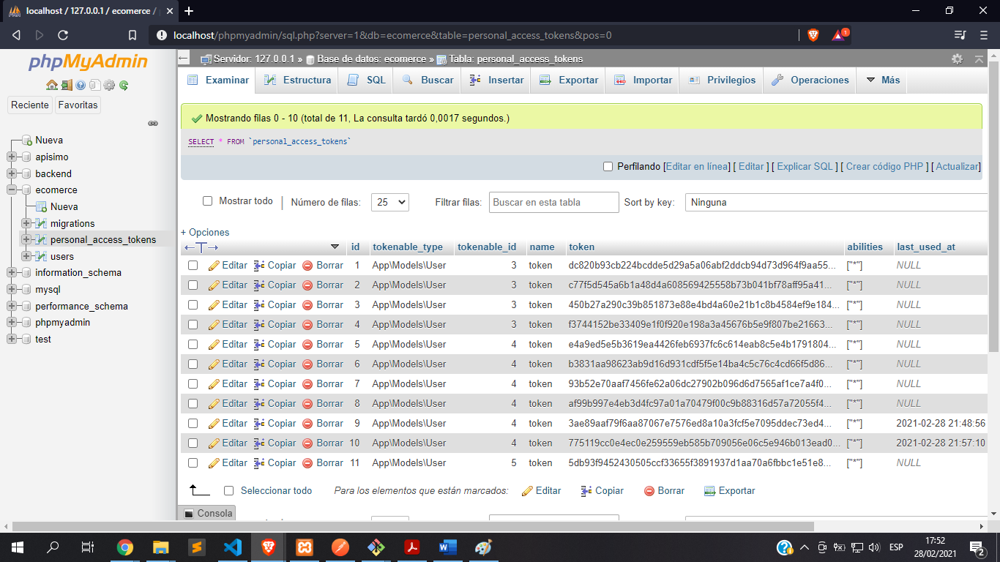 localhost / 127.0.0.1 / ecomerce /
localhost/phpmyadmin/sql.php?server=1&db=ecomerce&table=personal_access_tokens&pos=0
1
phpMyAdmin
Reciente Favoritas
Nueva
apisimo
backend
ecomerce
Nueva
migrations
personal_access_tokens
users
information_schema
mysql
performance_schema
phpmyadmin
test
Servidor: 127.0.0.1 » Base de datos: ecomerce » Tabla: personal_access_tokens
Examinar Estructura SQL Buscar Insertar Exportar Importar Privilegios Operaciones Más
Mostrando filas 0 - 10 (total de 11, La consulta tardó 0,0017 segundos.)
SELECT * FROM `personal_access_tokens`
Perfilando [Editar en línea] [ Editar ] [ Explicar SQL ] [ Crear código PHP ] [ Actualizar]
Mostrar todo | Número de filas: 25 Filtrar filas: Buscar en esta tabla Sort by key: Ninguna
+ Opciones
←T→ id tokenable_type tokenable_id name token abilities last_used_at
Editar Copiar Borrar 1 App\Models\User 3 token dc820b93cb224bcdde5d29a5a06abf2ddcb94d73d964f9aa55... ["*"] NULL
Editar Copiar Borrar 2 App\Models\User 3 token c77f5d545a6b1a48d4a608569425558b73b041bf78aff95a41... ["*"] NULL
Editar Copiar Borrar 3 App\Models\User 3 token 450b27a290c39b851873e88e4bd4a60e21b1c8b4584ef9e184... ["*"] NULL
Editar Copiar Borrar 4 App\Models\User 3 token f3744152be33409e1f0f920e198a3a45676b5e9f807be21663... ["*"] NULL
Editar Copiar Borrar 5 App\Models\User 4 token e4a9ed5e5b3619ea4426feb6937fc6c614eab8c5e4b1791804... ["*"] NULL
Editar Copiar Borrar 6 App\Models\User 4 token b3831aa98623ab9d16d931cdf5f5e14ba4c5c76c4cd66f5d86... ["*"] NULL
Editar Copiar Borrar 7 App\Models\User 4 token 93b52e70aaf7456fe62a06dc27902b096d6d7565af1ce7a4f0... ["*"] NULL
Editar Copiar Borrar 8 App\Models\User 4 token af99b997e4eb3d4fc97a01a70479f00c9b88316d57a72055f4... ["*"] NULL
Editar Copiar Borrar 9 App\Models\User 4 token 3ae89aaf79f6aa87067e7576ed8a10a3fcf5e7095ddec73ed4... ["*"] 2021-02-28 21:48:56
Editar Copiar Borrar 10 App\Models\User 4 token 775119cc0e4ec0e259559eb585b709056e06c5e946b013ead0... ["*"] 2021-02-28 21:57:10
Editar Copiar Borrar 11 App\Models\User 5 token 5db93f9452430505ccf33655f3891937d1aa70a6fbbc1e51e8... ["*"] NULL
Seleccionar todo Para los elementos que están marcados: Editar Copiar Borrar Exportar
Consola
ESP 17:52
28/02/2021 2